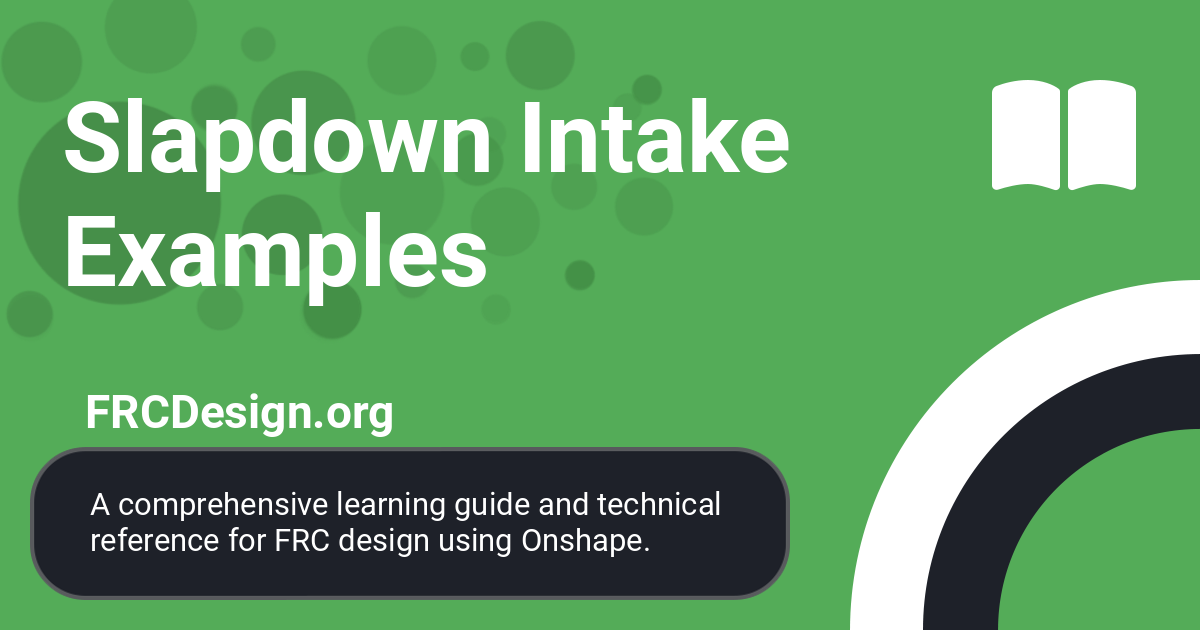 Slapdown Intake
Examples
FRCDesign.org
A comprehensive learning guide and technical
reference for FRC design using Onshape.